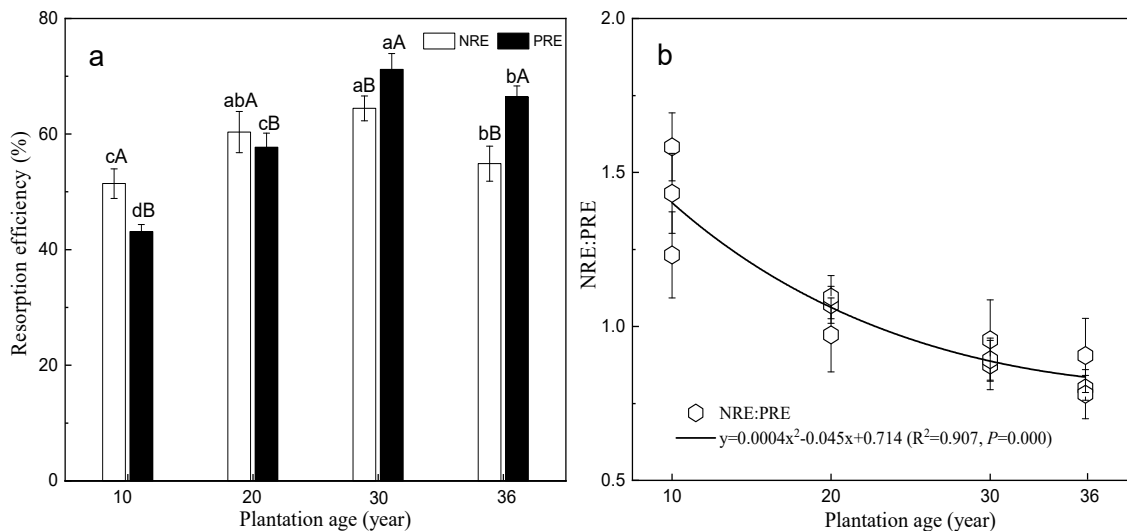 a
NRE PRE
Resorption efficiency (%)
80
60
40
20
0
cA
dB
abA
cB
aB
aA
bB
bA
10 20 30 36
Plantation age (year)
b
NRE:PRE
2.0
1.5
1.0
0.5
NRE:PRE
y=0.0004x²-0.045x+0.714 (R²=0.907, P=0.000)
10 20 30 36
Plantation age (year)